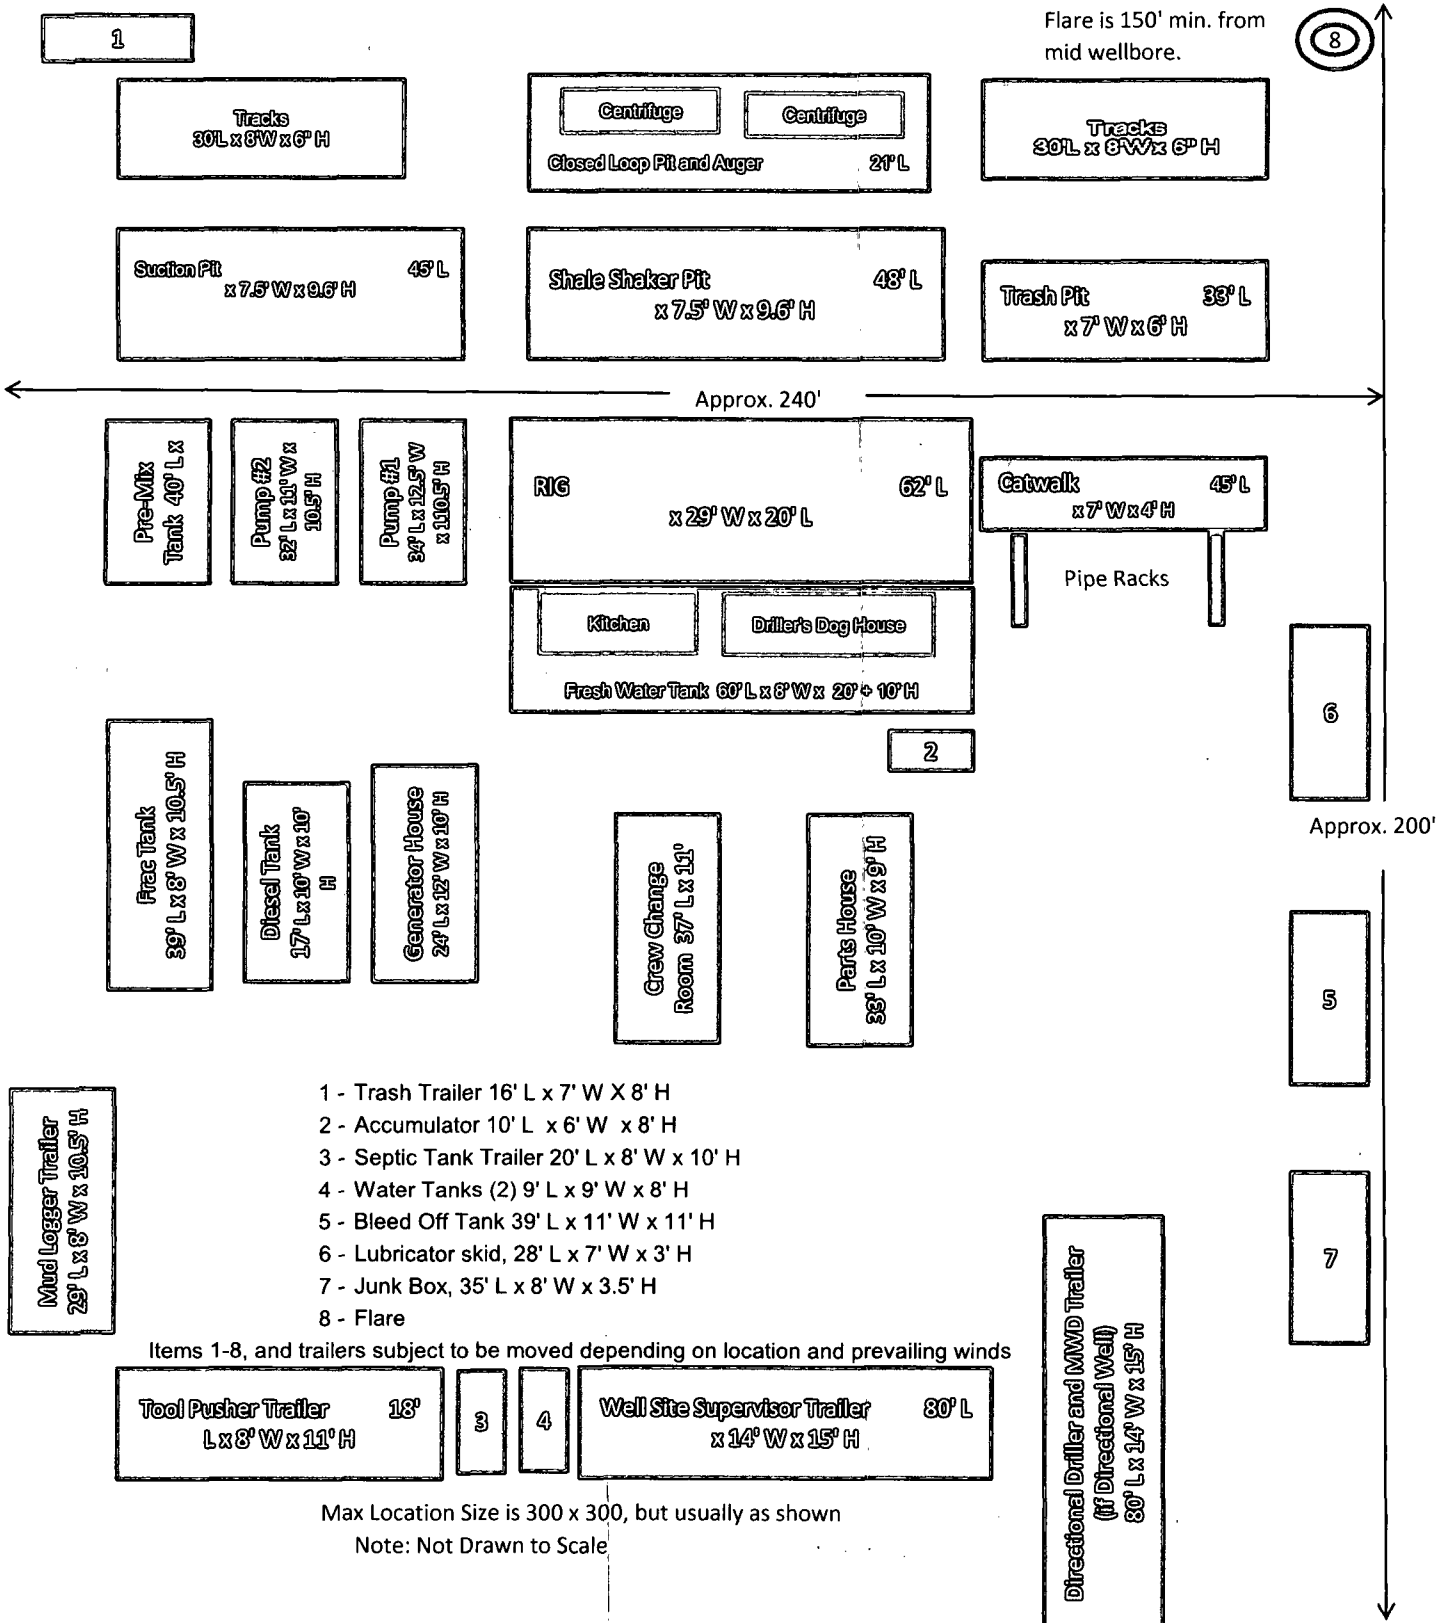 Flare is 150' min. from
mid wellbore.
8
1
Tracks
30'L x 8'W x 6" H
Centrifuge
Centrifuge
Closed Loop Pit and Auger 21' L
Tracks
30'L x 8'W x 6" H
Suction Pit 45' L
x 7.5' W x 9.6' H
Shale Shaker Pit 48' L
x 7.5' W x 9.6' H
Trash Pit 33' L
x 7' W x 6' H
Approx. 240'
Pre-Mix
Tank 40' L x
Pump #2
32' L x 11' W x
10.5' H
Pump #1
34' L x 12.5' W
x 110.5' H
RIG 62' L
x 29' W x 20' L
Catwalk 45' L
x 7' W x 4' H
Pipe Racks
Kitchen
Driller's Dog House
Fresh Water Tank 60' L x 8' W x 20' + 10' H
2
6
Approx. 200'
Frac Tank
39' L x 8' W x 10.5' H
Diesel Tank
17' L x 10' W x 10'
H
Generator House
24' L x 12' W x 10' H
Crew Change
Room 37' L x 11'
Parts House
33' L x 10' W x 9' H
5
Mud Logger Trailer
29' L x 8' W x 10.5' H
1 - Trash Trailer 16' L x 7' W X 8' H
2 - Accumulator 10' L x 6' W x 8' H
3 - Septic Tank Trailer 20' L x 8' W x 10' H
4 - Water Tanks (2) 9' L x 9' W x 8' H
5 - Bleed Off Tank 39' L x 11' W x 11' H
6 - Lubricator skid, 28' L x 7' W x 3' H
7 - Junk Box, 35' L x 8' W x 3.5' H
8 - Flare
Items 1-8, and trailers subject to be moved depending on location and prevailing winds
7
Directional Driller and MWD Trailer
(if Directional Well)
80' L x 14' W x 15' H
Tool Pusher Trailer 18'
L x 8' W x 11' H
3
4
Well Site Supervisor Trailer 80' L
x 14' W x 15' H
Max Location Size is 300 x 300, but usually as shown
Note: Not Drawn to Scale